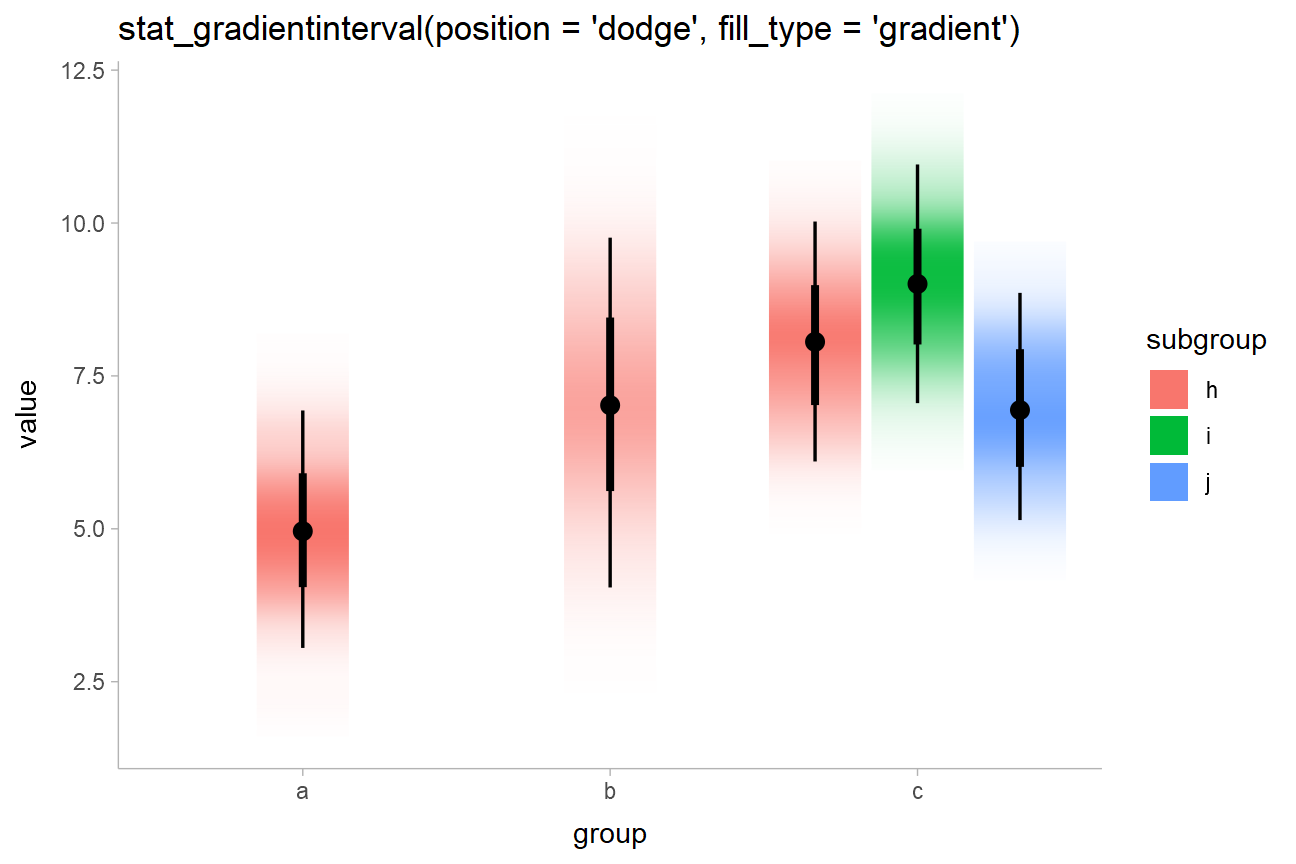 stat_gradientinterval(position = 'dodge', fill_type = 'gradient')
12.5
10.0
7.5
5.0
2.5
value
a b c
group
subgroup
h
i
j